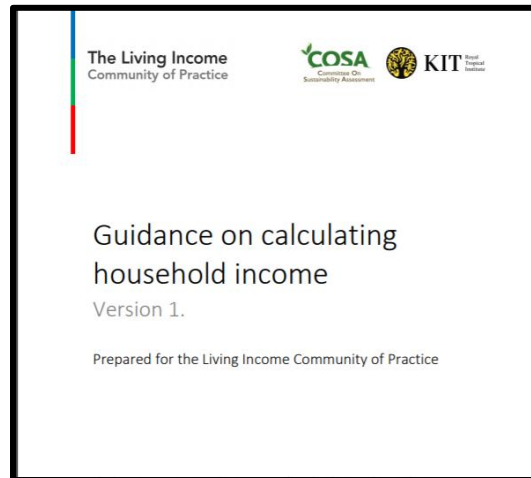 The Living Income
Community of Practice
COSA
Committee On
Sustainability Assessment
KIT
Royal
Tropical
Institute
Guidance on calculating
household income
Version 1.
Prepared for the Living Income Community of Practice